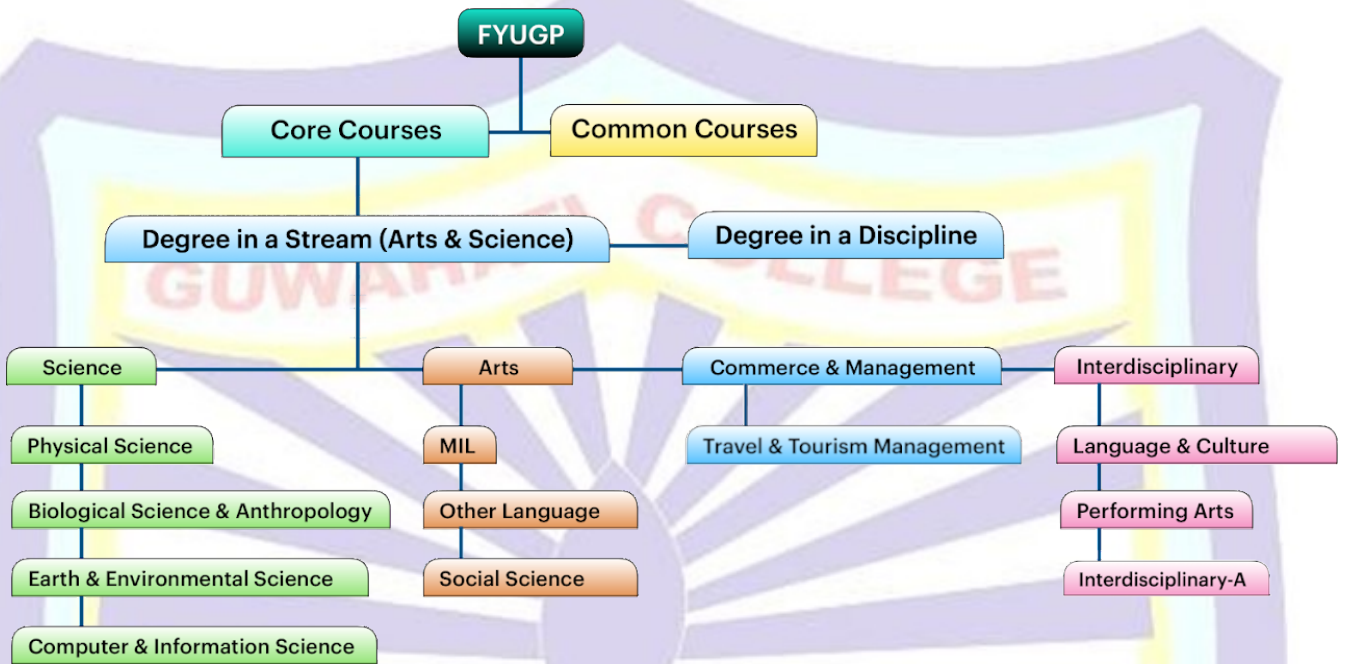 FYUGP
Core Courses
Common Courses
Degree in a Stream (Arts & Science)
Degree in a Discipline
GUWAHATI COLLEGE
Science
Arts
Commerce & Management
Interdisciplinary
Physical Science
MIL
Travel & Tourism Management
Language & Culture
Biological Science & Anthropology
Other Language
Performing Arts
Earth & Environmental Science
Social Science
Interdisciplinary-A
Computer & Information Science